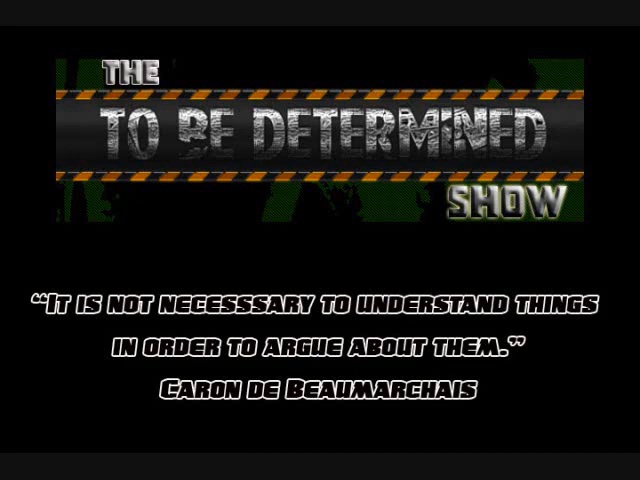 THE
TO BE DETERMINED
SHOW
“IT IS NOT NECESSSARY TO UNDERSTAND THINGS
IN ORDER TO ARGUE ABOUT THEM.”
CARON DE BEAUMARCHAIS